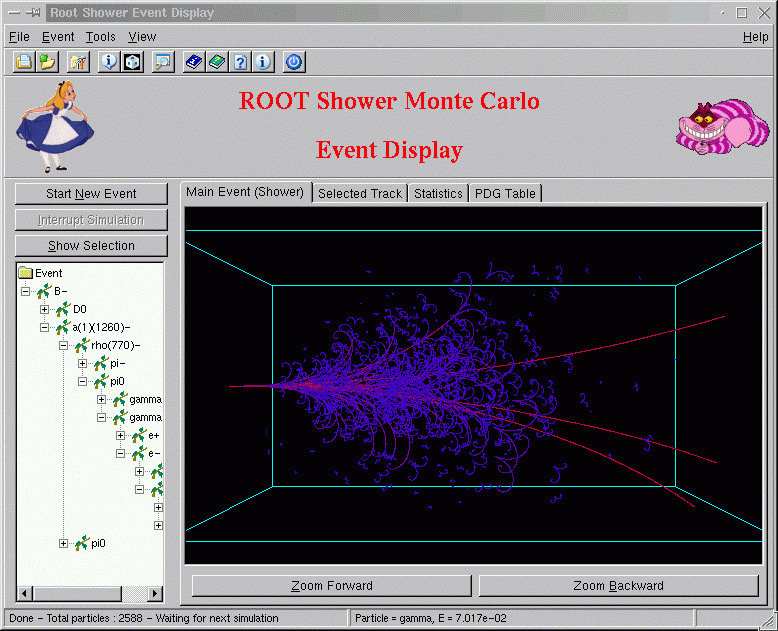 Root Shower Event Display
File Event Tools View Help
ROOT Shower Monte Carlo
Event Display
Start New Event
Interrupt Simulation
Show Selection
Main Event (Shower) Selected Track Statistics PDG Table
Event
B-
D0
a(1)(1260)-
rho(770)-
pi-
pi0
gamma
gamma
e+
e-
pi0
Zoom Forward Zoom Backward
Done - Total particles : 2588 - Waiting for next simulation
Particle = gamma, E = 7.017e-02